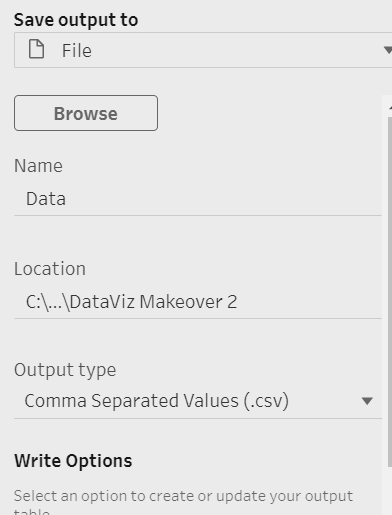 Save output to
File
Browse
Name
Data
Location
C:\...\DataViz Makeover 2
Output type
Comma Separated Values (.csv)
Write Options
Select an option to create or update your output
table.